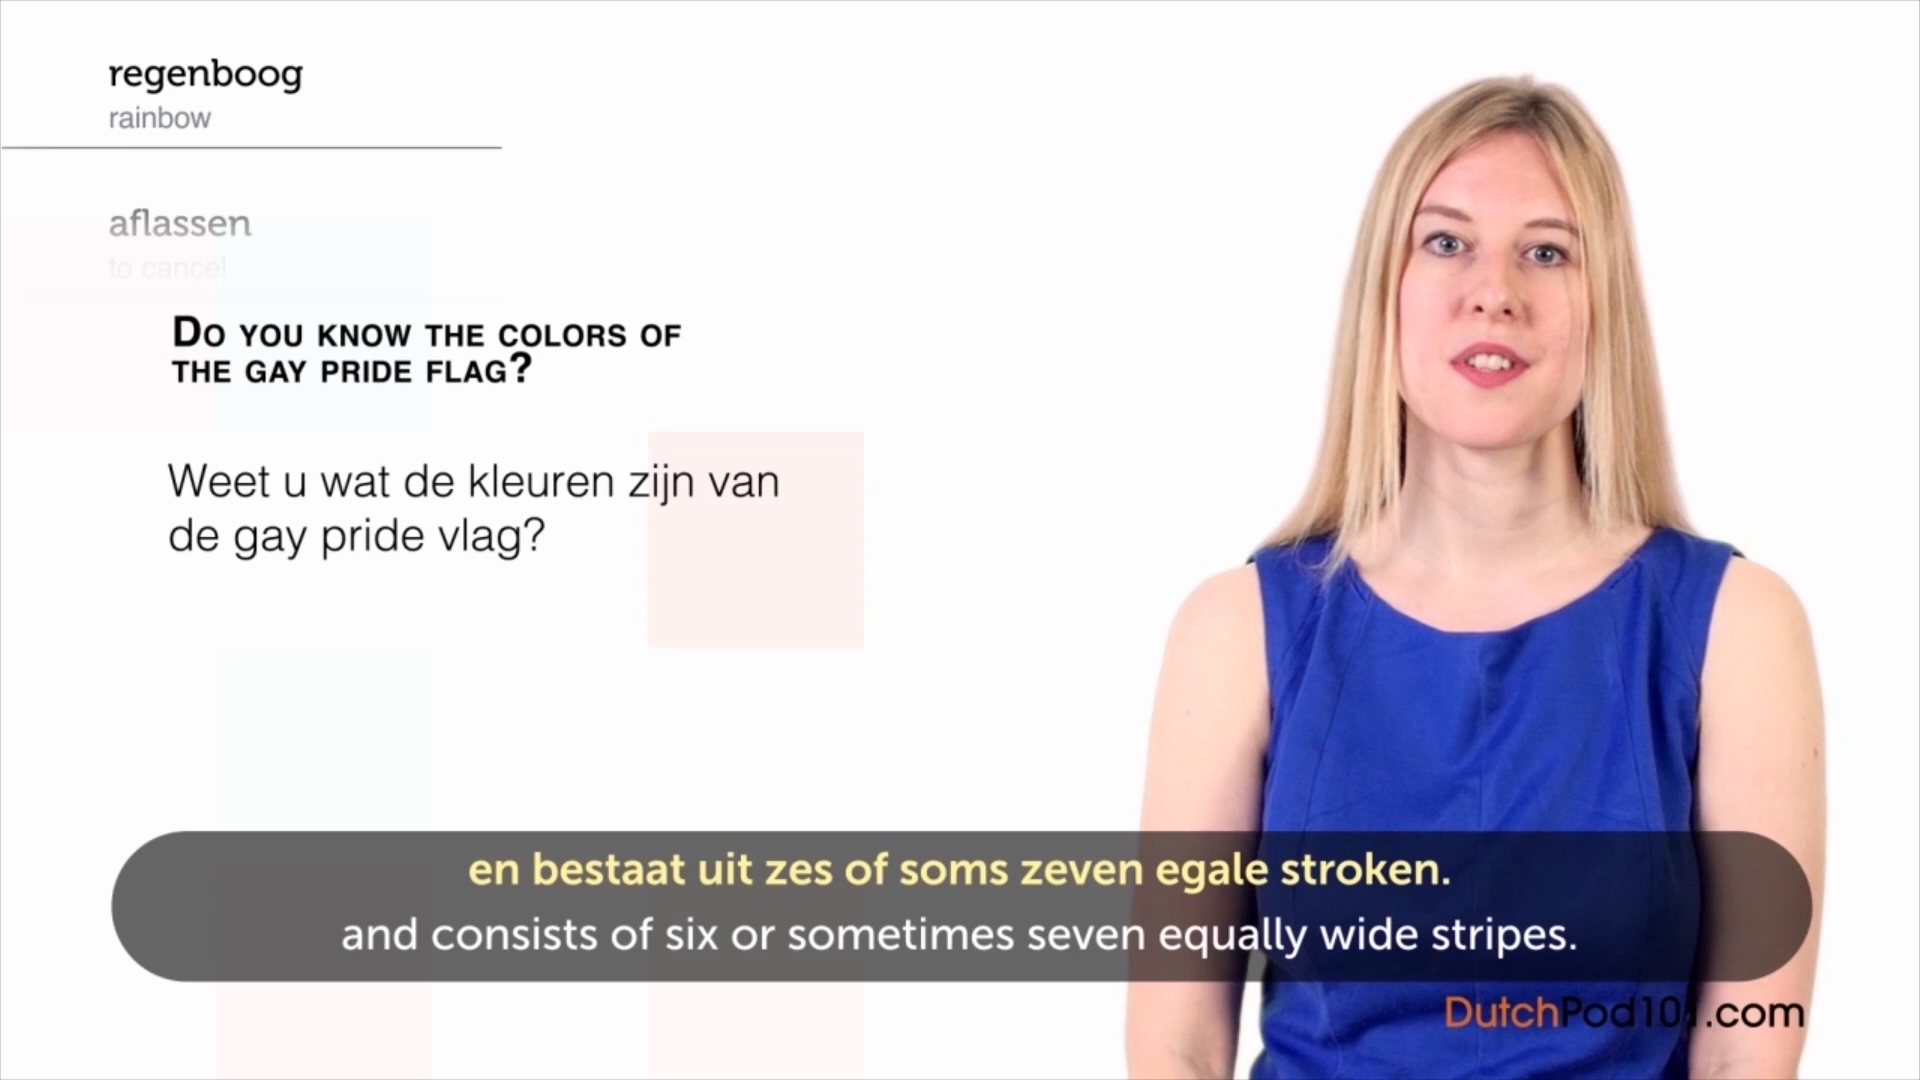 regenboog
rainbow
aflassen
to cancel
DO YOU KNOW THE COLORS OF
THE GAY PRIDE FLAG?
Weet u wat de kleuren zijn van
de gay pride vlag?
en bestaat uit zes of soms zeven egale stroken.
and consists of six or sometimes seven equally wide stripes.
DutchPod101.com